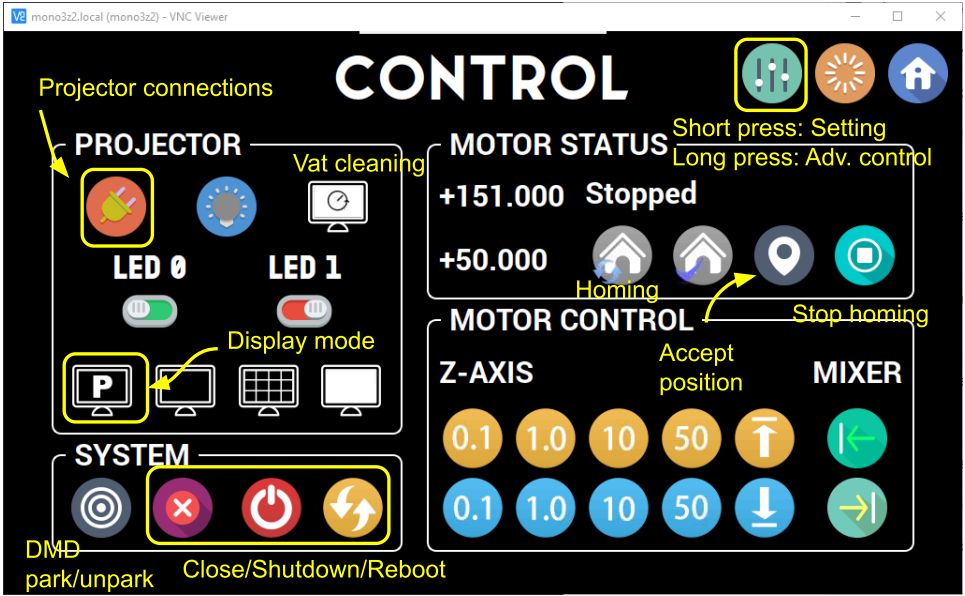 V2 mono3z2.local (mono3z2) - VNC Viewer
CONTROL
Projector connections
Short press: Setting
Long press: Adv. control
PROJECTOR
Vat cleaning
LED 0
LED 1
Display mode
P
SYSTEM
DMD
park/unpark
Close/Shutdown/Reboot
MOTOR STATUS
+151.000 Stopped
+50.000
Homing
Stop homing
Accept
position
MOTOR CONTROL
Z-AXIS
MIXER
0.1 1.0 10 50
0.1 1.0 10 50